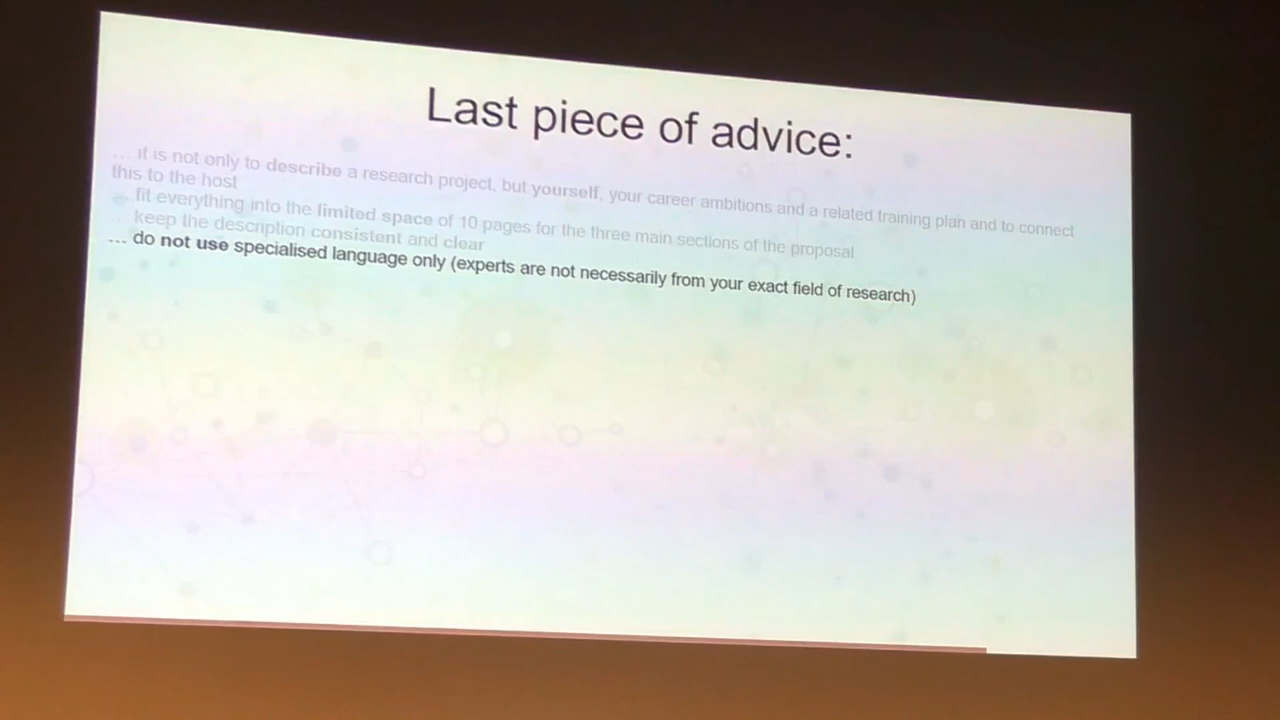 Last piece of advice:
… it is not only to describe a research project, but yourself, your career ambitions and a related training plan and to connect
this to the host
… fit everything into the limited space of 10 pages for the three main sections of the proposal
… keep the description consistent and clear
… do not use specialised language only (experts are not necessarily from your exact field of research)